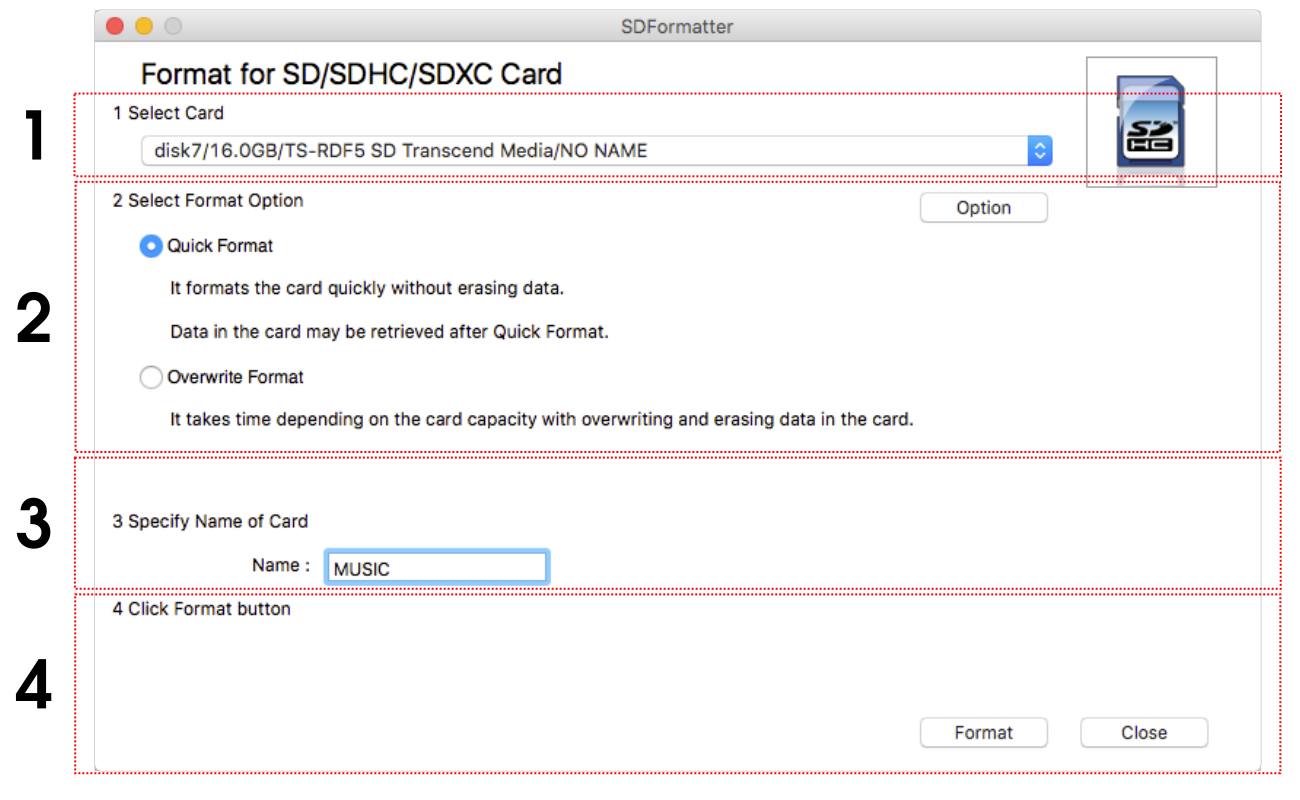 SDFormatter
Format for SD/SDHC/SDXC Card
1
1 Select Card
disk7/16.0GB/TS-RDF5 SD Transcend Media/NO NAME
SD
HC
2
2 Select Format Option
Option
Quick Format
It formats the card quickly without erasing data.
Data in the card may be retrieved after Quick Format.
Overwrite Format
It takes time depending on the card capacity with overwriting and erasing data in the card.
3
3 Specify Name of Card
Name : MUSIC
4
4 Click Format button
Format
Close